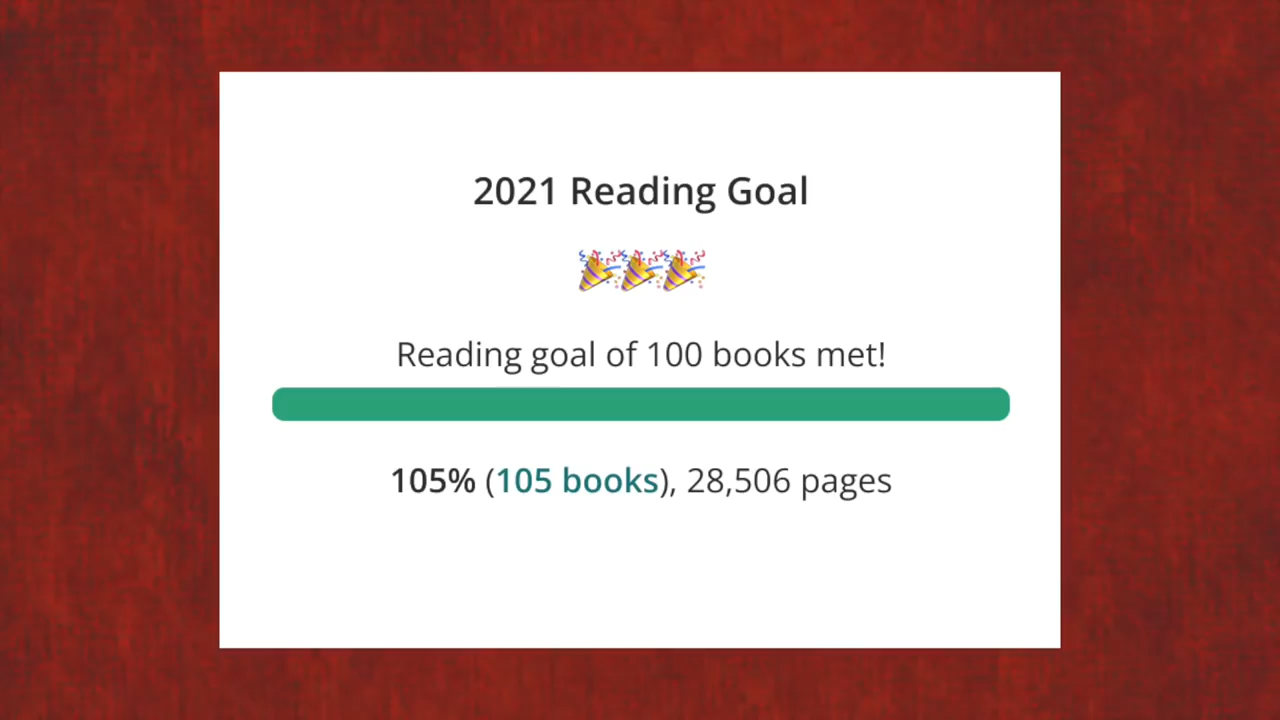 2021 Reading Goal
🎉🎉🎉
Reading goal of 100 books met!
105% (105 books), 28,506 pages